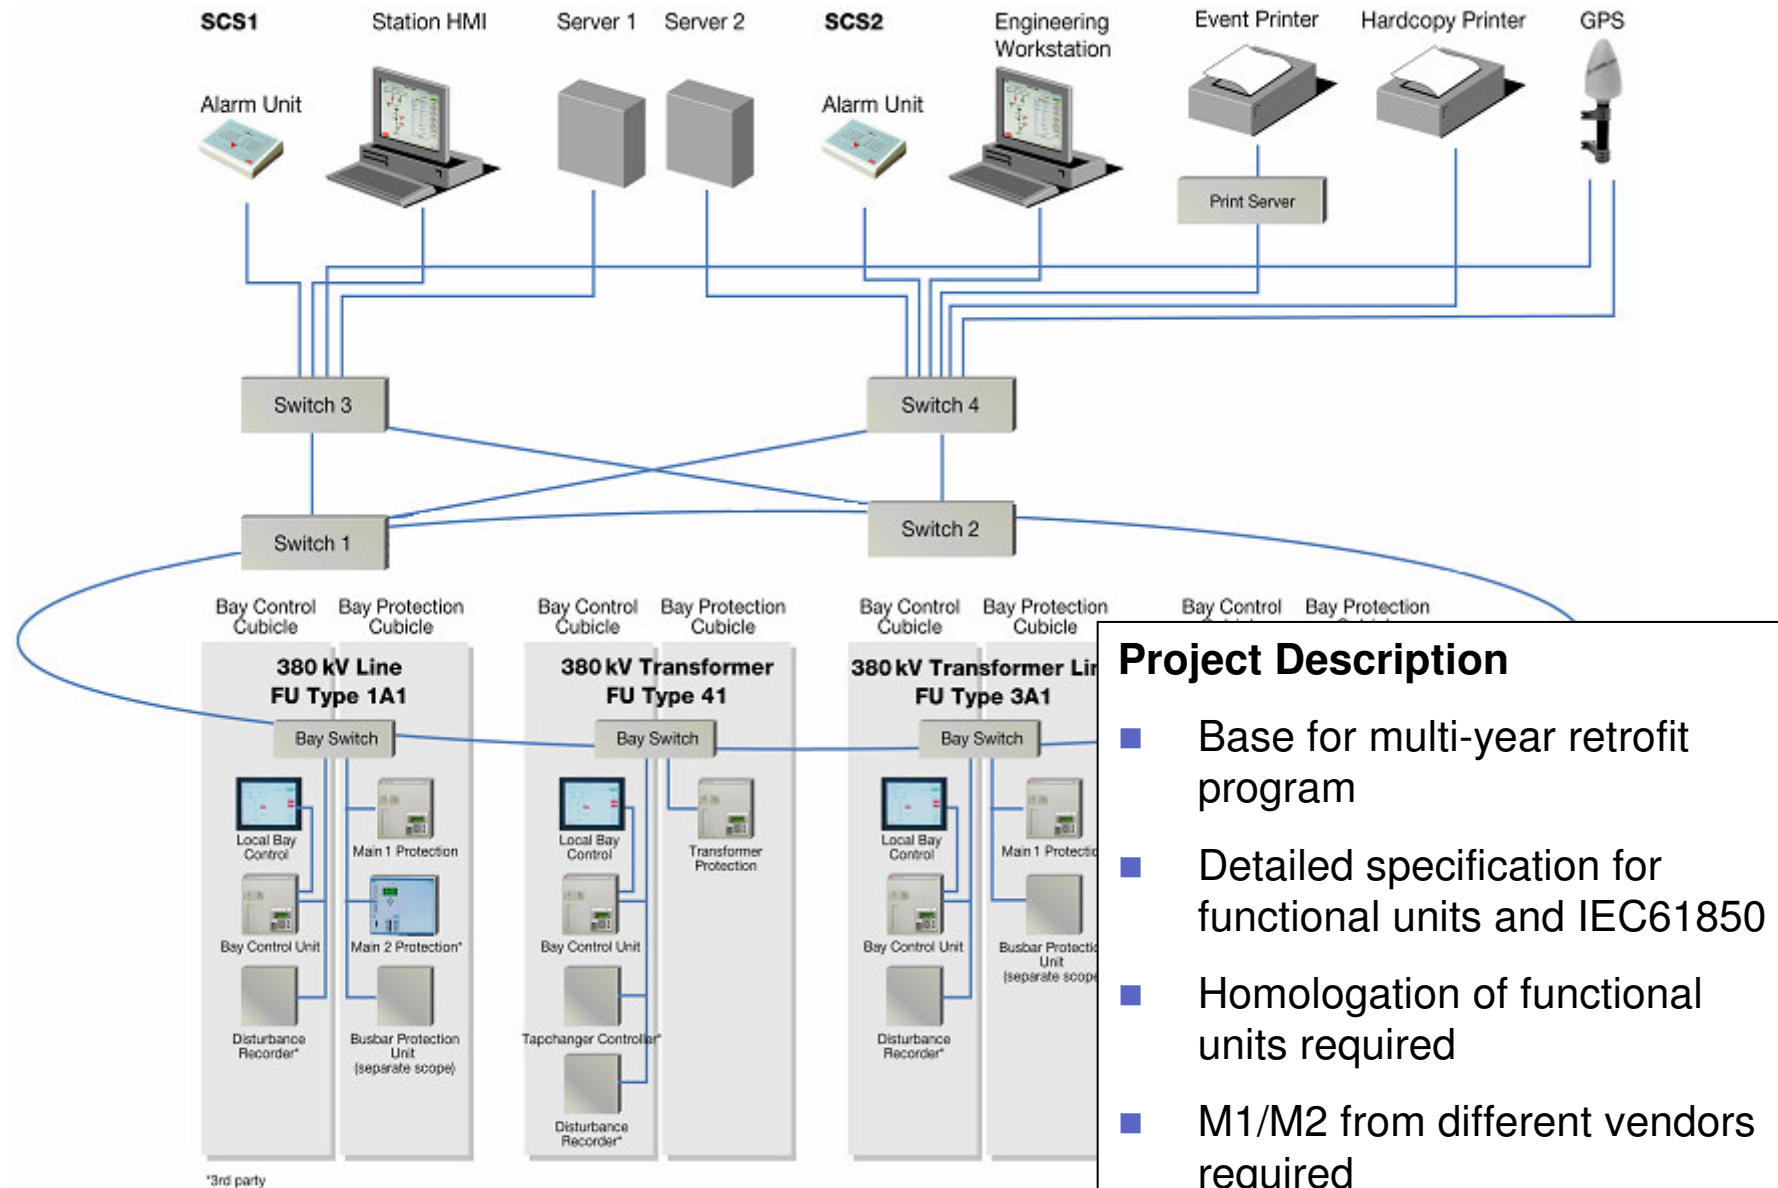 SCS1
Station HMI
Server 1
Server 2
SCS2
Engineering
Workstation
Event Printer
Hardcopy Printer
GPS
Alarm Unit
Alarm Unit
Print Server
Switch 3
Switch 4
Switch 1
Switch 2
Bay Control
Cubicle
Bay Protection
Cubicle
Bay Control
Cubicle
Bay Protection
Cubicle
Bay Control
Cubicle
Bay Protection
Cubicle
Bay Control
Bay Protection
380 kV Line
FU Type 1A1
380 kV Transformer
FU Type 41
380 kV Transformer
FU Type 3A1
Bay Switch
Bay Switch
Bay Switch
Local Bay
Control
Main 1 Protection
Bay Control Unit
Main 2 Protection*
Disturbance
Recorder*
Busbar Protection
Unit
(separate scope)
Local Bay
Control
Transformer
Protection
Bay Control Unit
Tapchanger Controller*
Disturbance
Recorder*
Local Bay
Control
Main 1
Bay Control Unit
Busbar
Unit
(separate
Disturbance
Recorder*
*3rd party
Project Description
Base for multi-year retrofit
program
Detailed specification for
functional units and IEC61850
Homologation of functional
units required
M1/M2 from different vendors
required